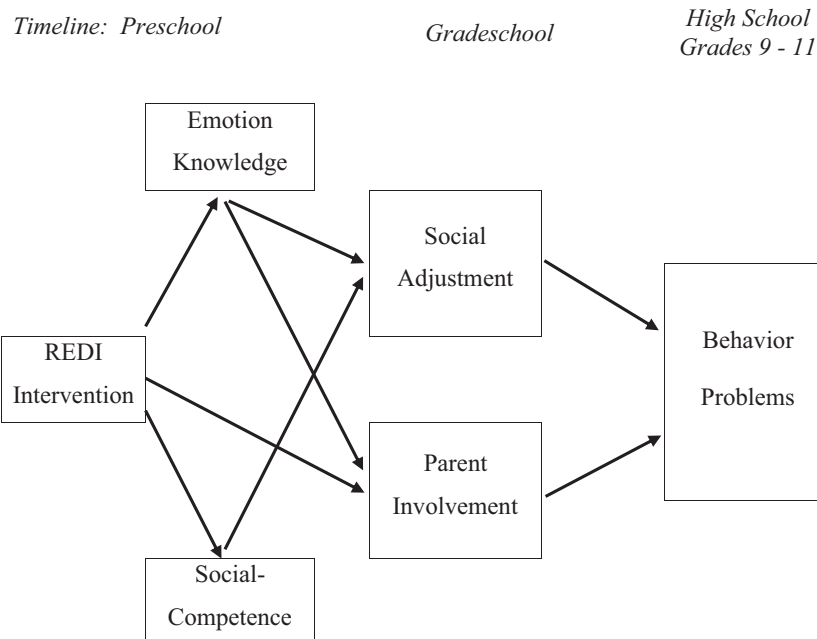 Timeline: Preschool
Gradeschool
High School
Grades 9 - 11
Emotion
Knowledge
Social
Adjustment
REDI
Intervention
Behavior
Problems
Parent
Involvement
Social-
Competence